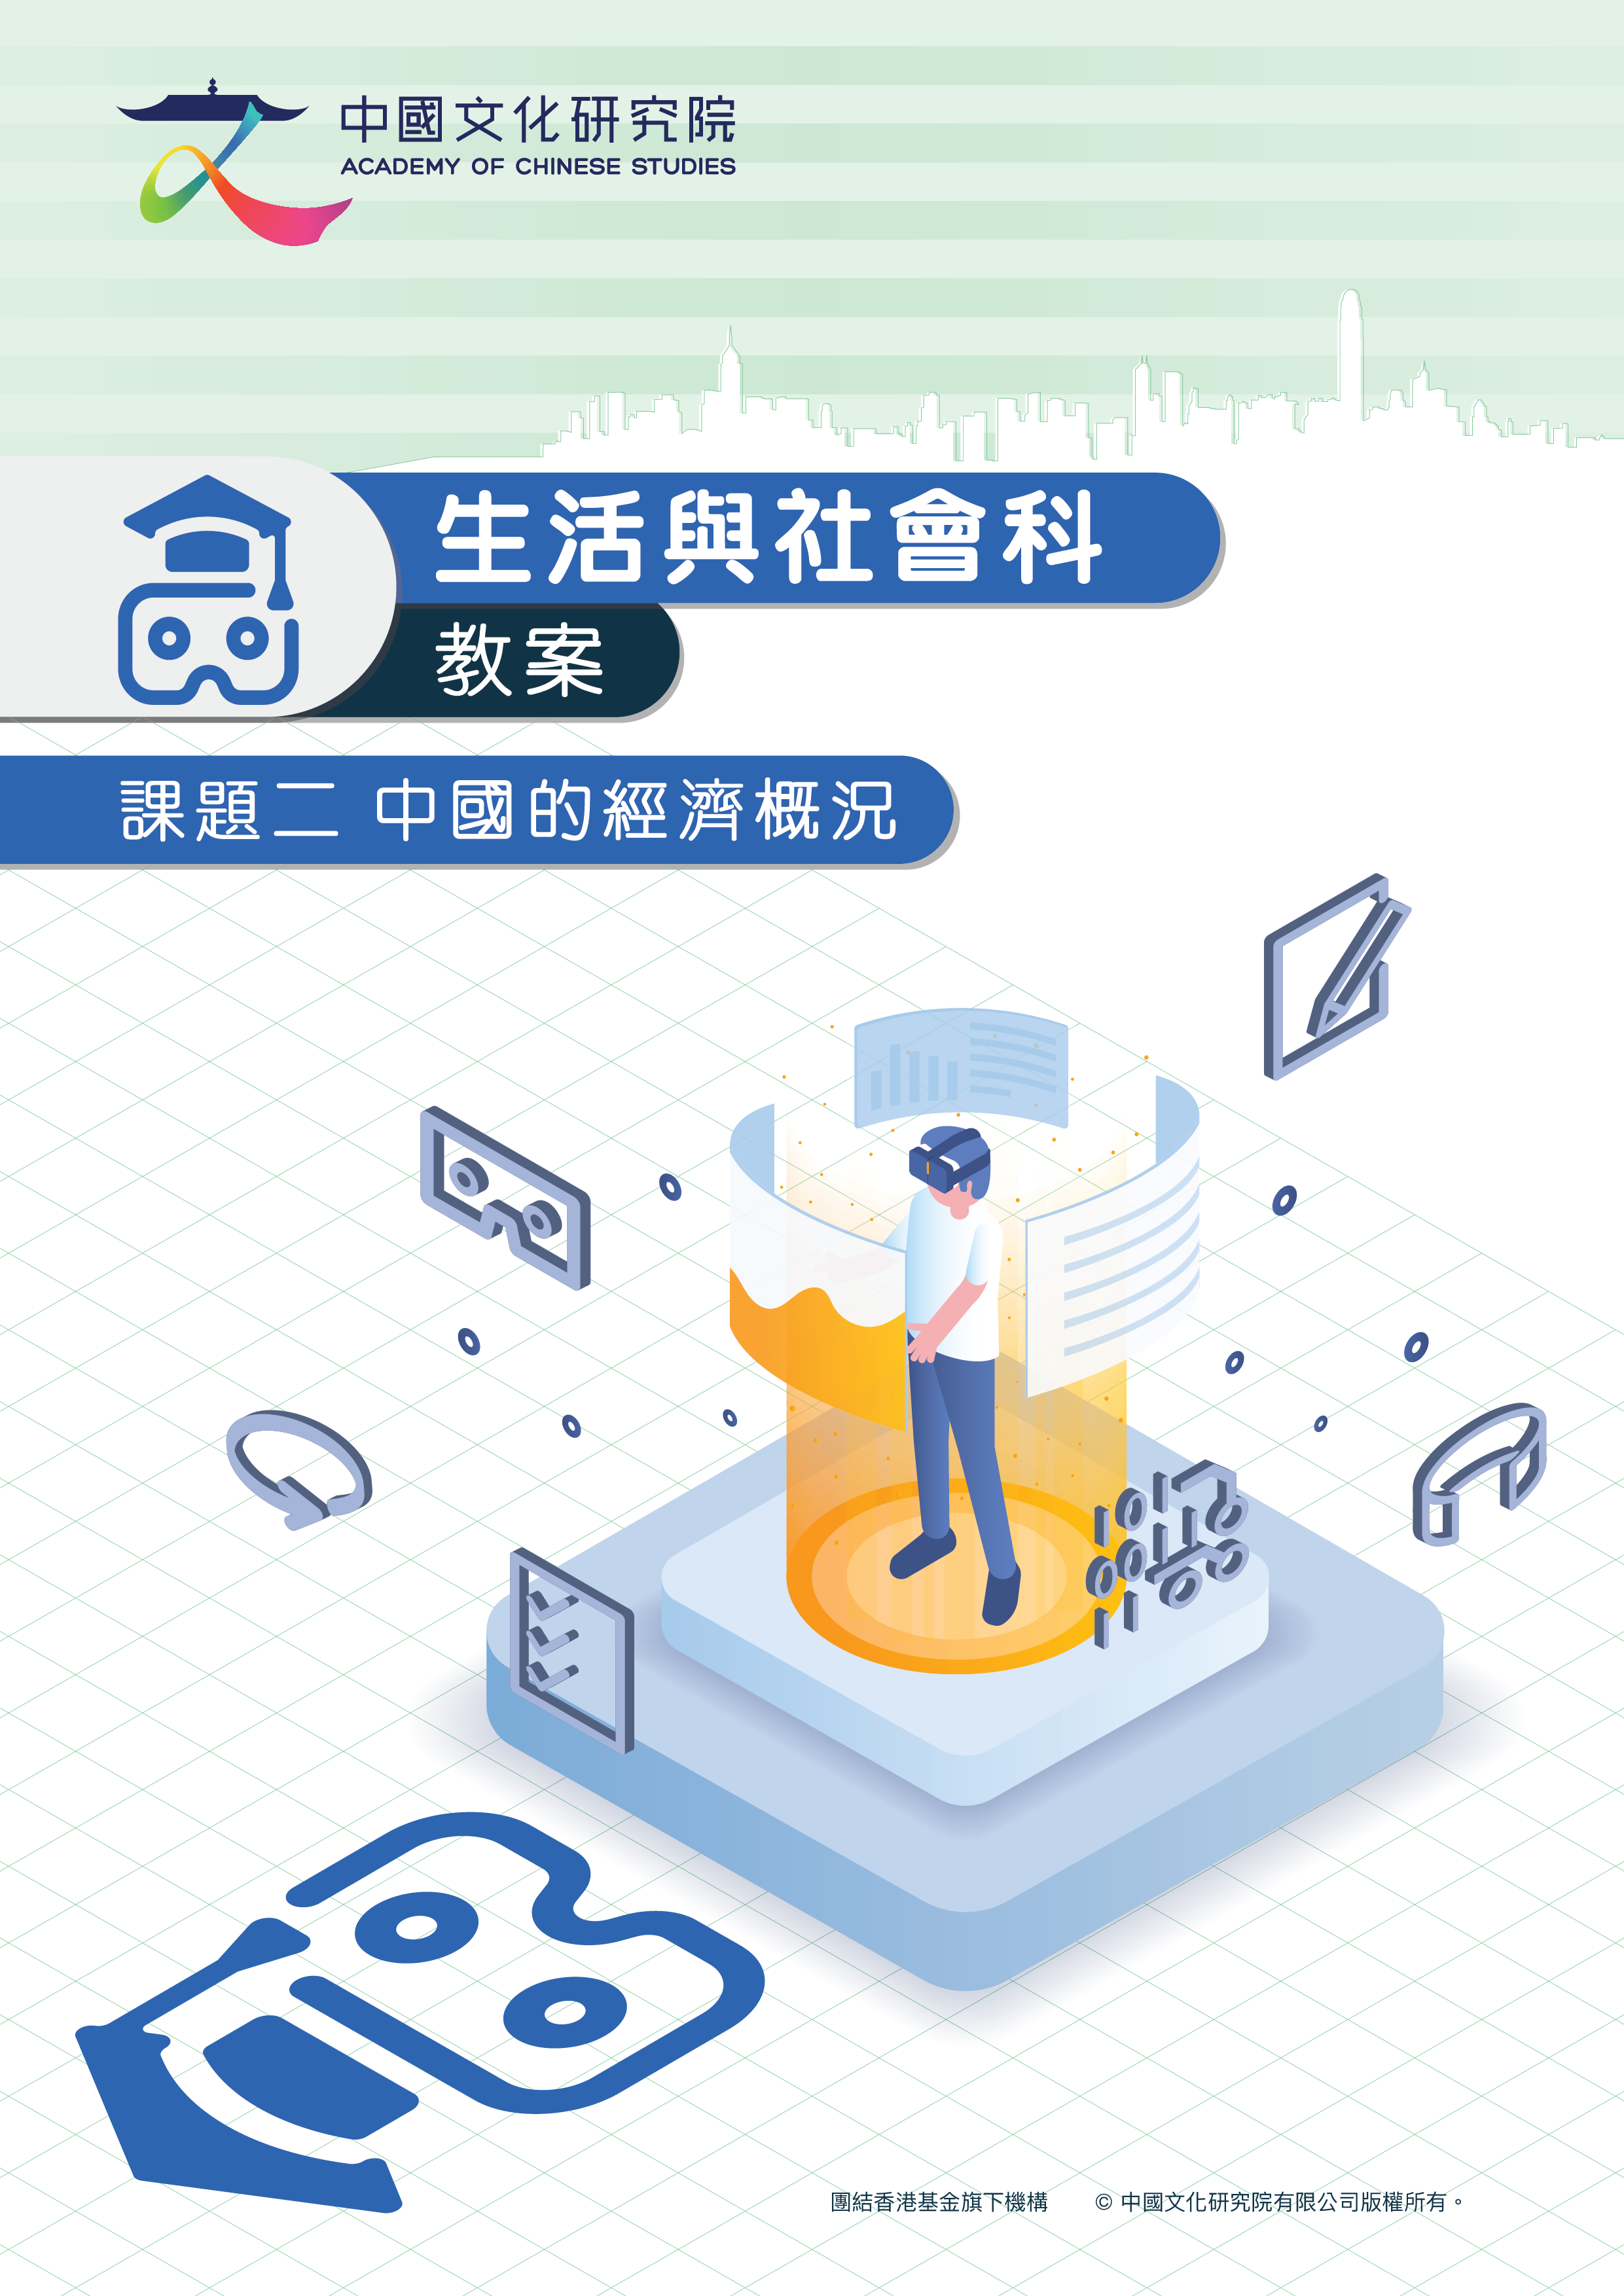 中國文化研究院
ACADEMY OF CHINESE STUDIES
生活與社會科
教案
課題二 中國的經濟概況
團結香港基金旗下機構 © 中國文化研究院有限公司版權所有。